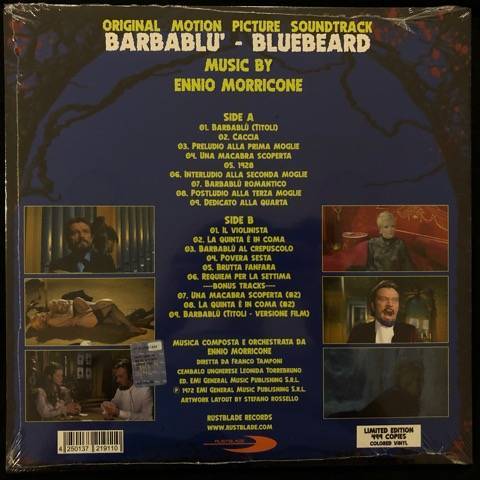 ORIGINAL MOTION PICTURE SOUNDTRACK
BARBABLU' - BLUEBEARD
MUSIC BY
ENNIO MORRICONE
SIDE A
01. BARBABLÙ (TITOLI)
02. CACCIA
03. PRELUDIO ALLA PRIMA MOGLIE
04. UNA MACABRA SCOPERTA
05. 1928
06. INTERLUDIO ALLA SECONDA MOGLIE
07. BARBABLÙ ROMANTICO
08. POSTLUDIO ALLA TERZA MOGLIE
09. DEDICATO ALLA QUARTA
SIDE B
01. IL VIOLINISTA
02. LA QUINTA È IN COMA
03. BARBABLÙ AL CREPUSCOLO
04. POVERA SESTA
05. BRUTTA FANFARA
06. REQUIEM PER LA SETTIMA
----BONUS TRACKS----
07. UNA MACABRA SCOPERTA (#2)
08. LA QUINTA È IN COMA (#2)
09. BARBABLÙ (TITOLI - VERSIONE FILM)
MUSICA COMPOSTA E ORCHESTRATA DA
ENNIO MORRICONE
DIRETTA DA FRANCO TAMPONI
CEMBALO UNGHERESE LEONIDA TORREBRUNO
ED. EMI GENERAL MUSIC PUBLISHING S.R.L.
℗ 1972 EMI GENERAL MUSIC PUBLISHING S.R.L.
ARTWORK LAYOUT BY STEFANO ROSSELLO
RUSTBLADE RECORDS
WWW.RUSTBLADE.COM
RUSTBLADE
4 250137 219110
LIMITED EDITION
499 COPIES
COLORED VINYL